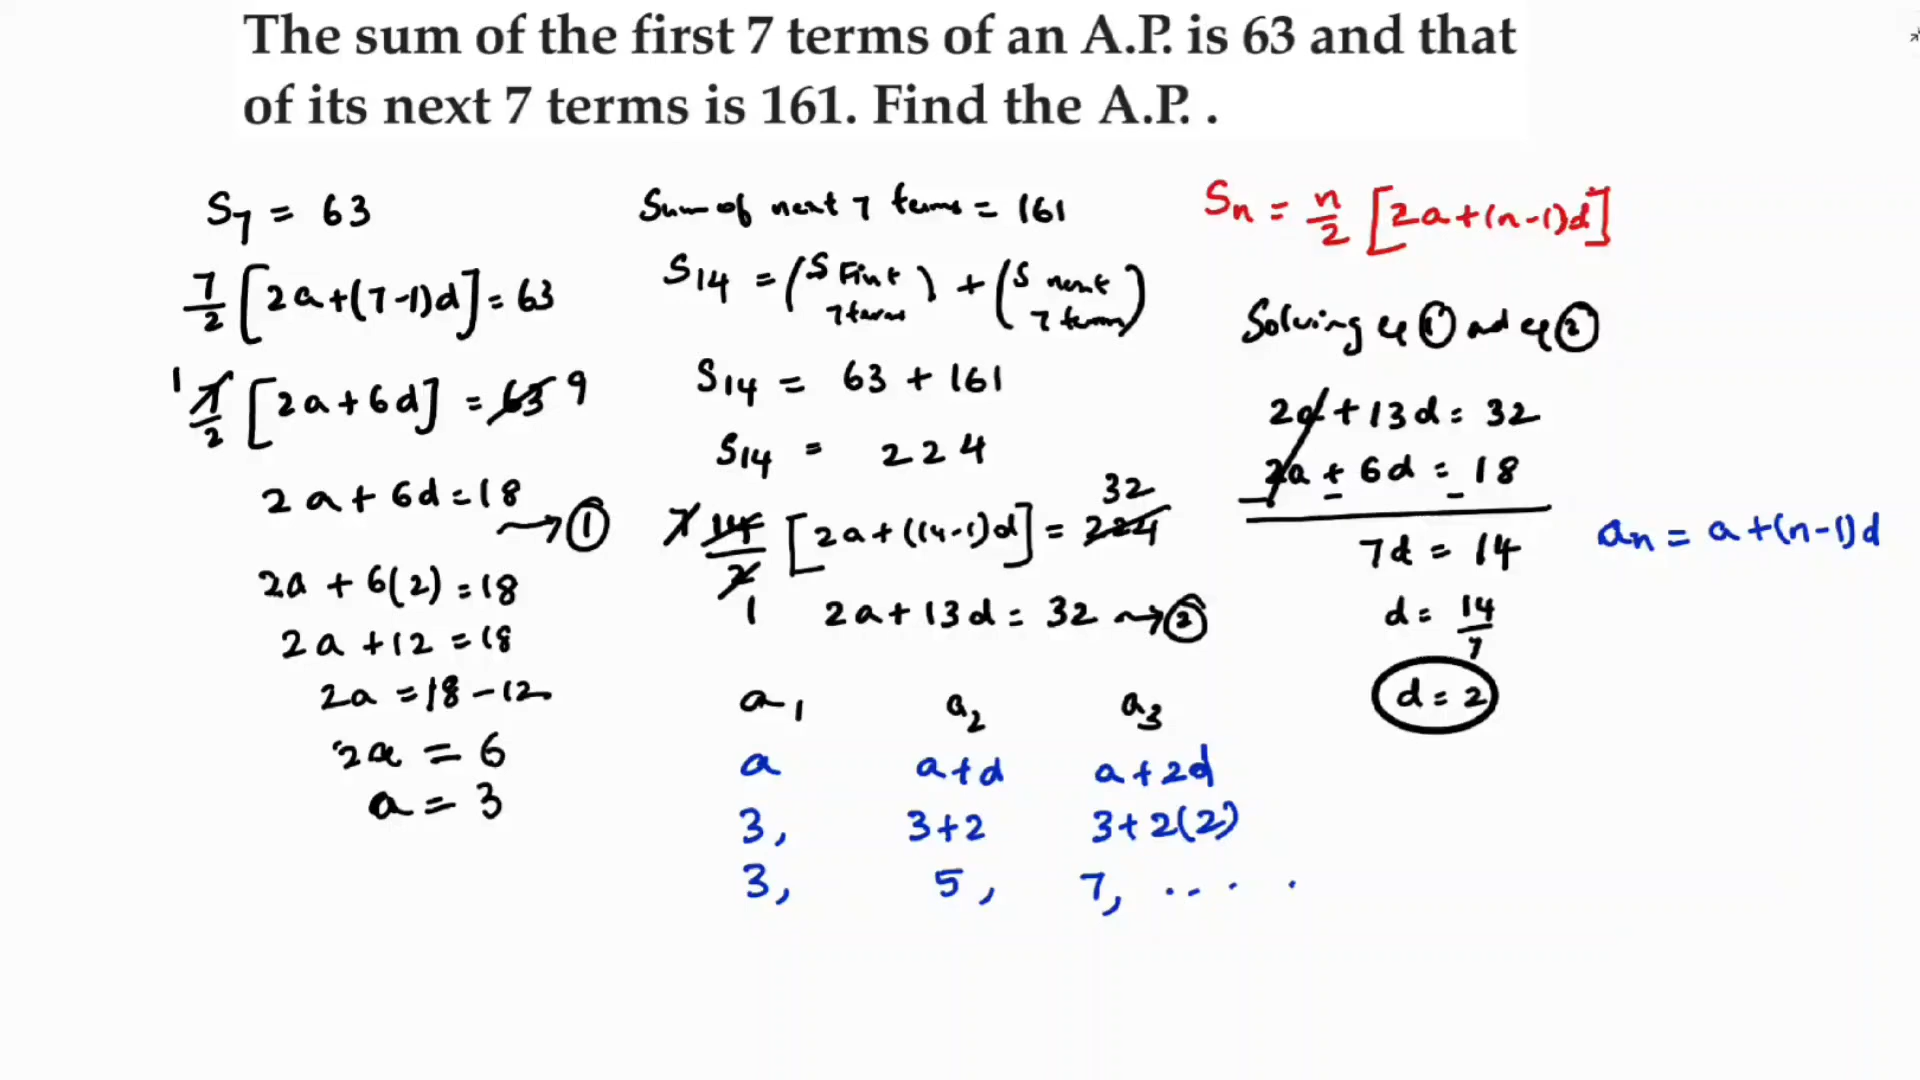 The sum of the first 7 terms of an A.P. is 63 and that
of its next 7 terms is 161. Find the A.P. .
S7 = 63
7/2 [2a+(7-1)d] = 63
1 7/2 [2a+6d] = 63 9
2a+6d=18 → ①
2a + 6(2) = 18
2a +12 = 18
2a = 18-12
2a = 6
a = 3
Sum of next 7 terms = 161
S14 = (S First 7 terms) + (S next 7 terms)
S14 = 63 + 161
S14 = 224
32
7 14/2 [2a+(14-1)d] = 224
1
2a+13d = 32 → ②
a1 a2 a3
a a+d a+2d
3, 3+2 3+2(2)
3, 5, 7, .....
Sn = n/2 [2a+(n-1)d]
Solving eq ① and eq ②
2a+13d = 32
2a + 6d = 18
- - -
7d = 14
d = 14/7
d = 2
an = a+(n-1)d